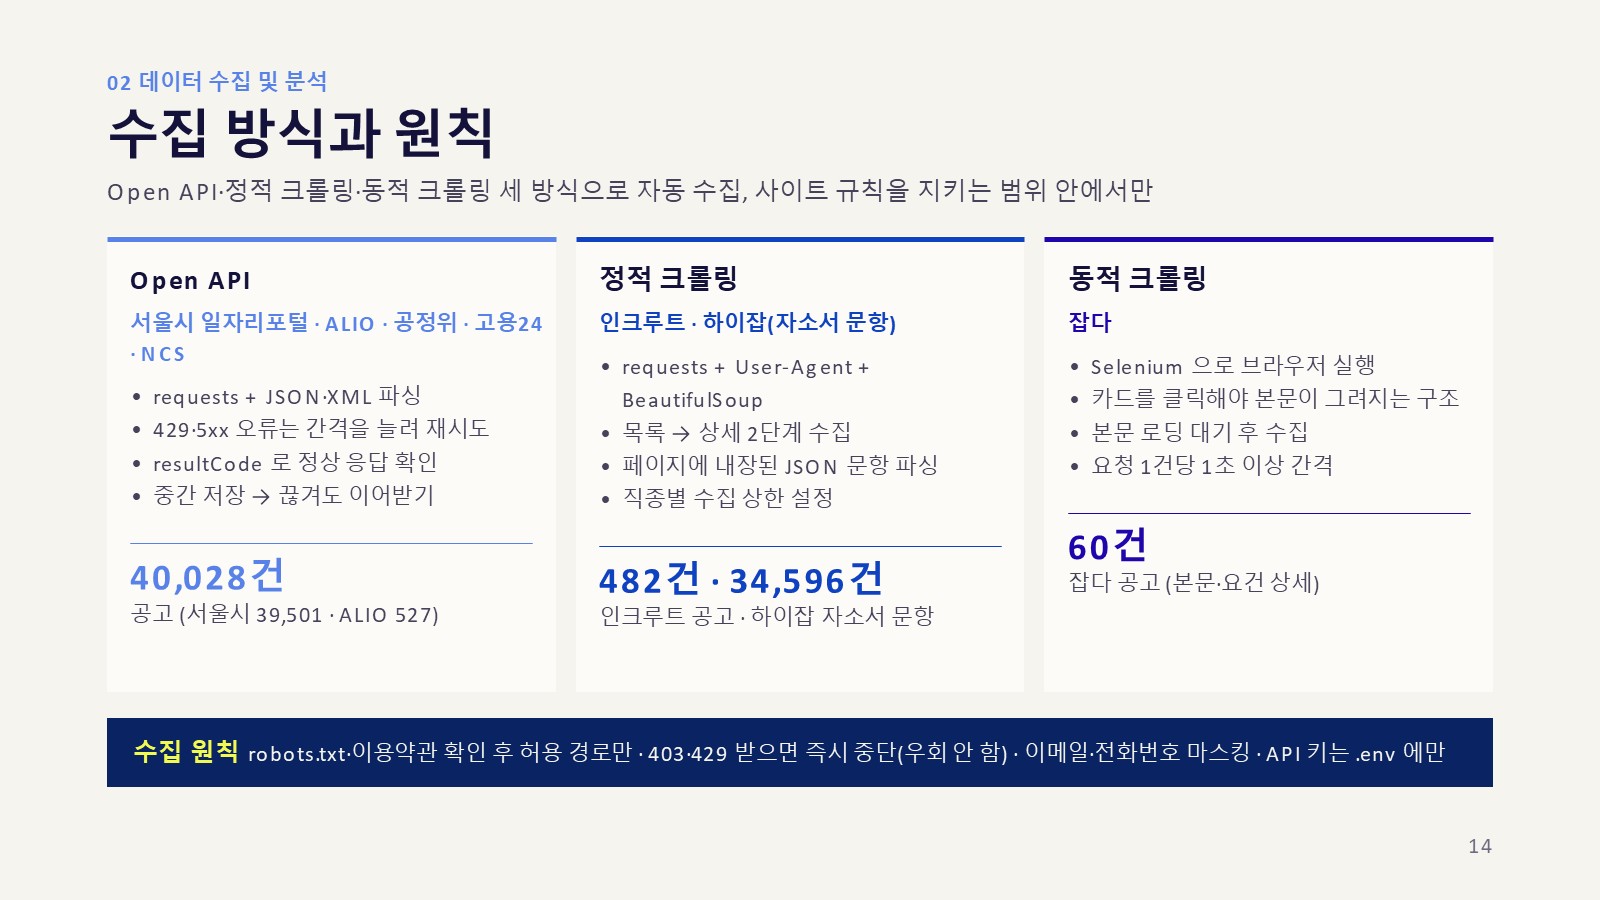 02 데이터 수집 및 분석
수집 방식과 원칙
Open API·정적 크롤링·동적 크롤링 세 방식으로 자동 수집, 사이트 규칙을 지키는 범위 안에서만
Open API
서울시 일자리포털 · ALIO · 공정위 · 고용24
· NCS
• requests + JSON·XML 파싱
• 429·5xx 오류는 간격을 늘려 재시도
• resultCode 로 정상 응답 확인
• 중간 저장 → 끊겨도 이어받기
40,028건
공고 (서울시 39,501 · ALIO 527)
정적 크롤링
인크루트 · 하이잡(자소서 문항)
• requests + User-Agent +
BeautifulSoup
• 목록 → 상세 2단계 수집
• 페이지에 내장된 JSON 문항 파싱
• 직종별 수집 상한 설정
482건 · 34,596건
인크루트 공고 · 하이잡 자소서 문항
동적 크롤링
잡다
• Selenium 으로 브라우저 실행
• 카드를 클릭해야 본문이 그려지는 구조
• 본문 로딩 대기 후 수집
• 요청 1건당 1초 이상 간격
60건
잡다 공고 (본문·요건 상세)
수집 원칙 robots.txt·이용약관 확인 후 허용 경로만 · 403·429 받으면 즉시 중단(우회 안 함) · 이메일·전화번호 마스킹 · API 키는 .env 에만
14